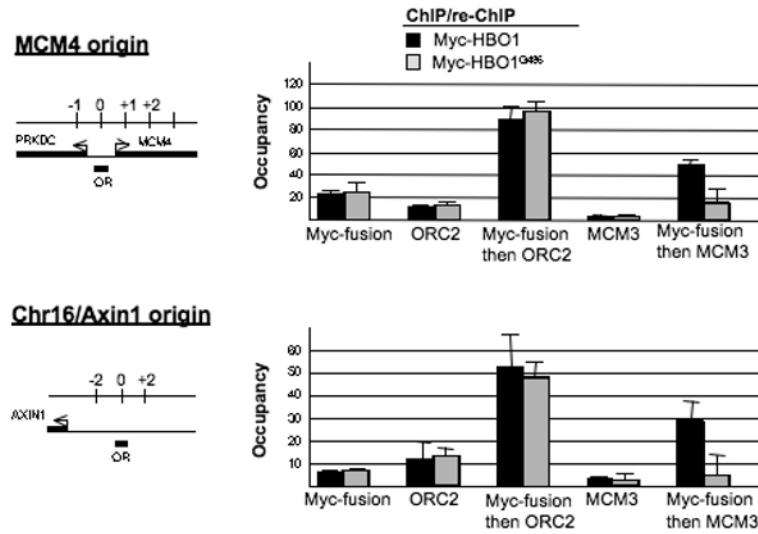 ChIP/re-ChIP
Myc-HBO1
Myc-HBO1G485
MCM4 origin
-1 0 +1 +2
PRKDC
MCM4
OR
Occupancy
120
100
80
60
40
20
Myc-fusion
ORC2
Myc-fusion then ORC2
MCM3
Myc-fusion then MCM3
Chr16/Axin1 origin
-2 0 +2
AXIN1
OR
Occupancy
60
50
40
30
20
10
Myc-fusion
ORC2
Myc-fusion then ORC2
MCM3
Myc-fusion then MCM3